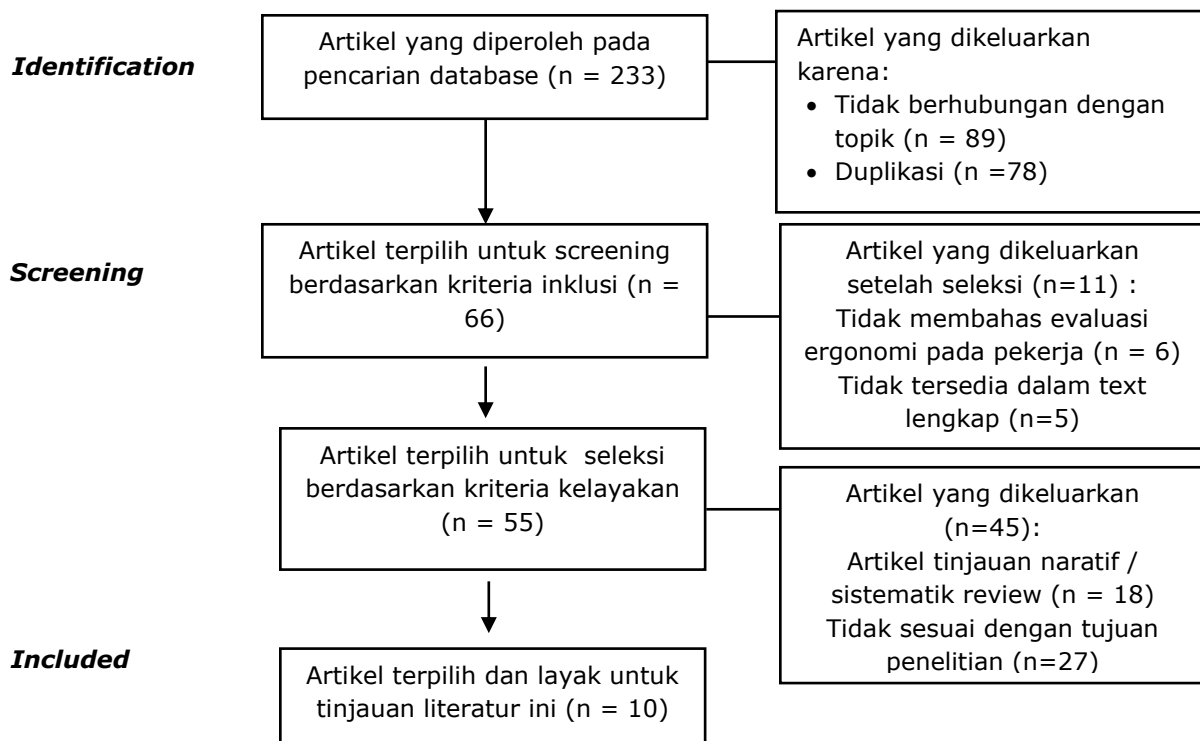 Identification
Artikel yang diperoleh pada
pencarian database (n = 233)
Artikel yang dikeluarkan
karena:
• Tidak berhubungan dengan
topik (n = 89)
• Duplikasi (n =78)
Screening
Artikel terpilih untuk screening
berdasarkan kriteria inklusi (n =
66)
Artikel yang dikeluarkan
setelah seleksi (n=11) :
Tidak membahas evaluasi
ergonomi pada pekerja (n = 6)
Tidak tersedia dalam text
lengkap (n=5)
Artikel terpilih untuk  seleksi
berdasarkan kriteria kelayakan
(n = 55)
Artikel yang dikeluarkan
(n=45):
Artikel tinjauan naratif /
sistematik review (n = 18)
Tidak sesuai dengan tujuan
penelitian (n=27)
Included
Artikel terpilih dan layak untuk
tinjauan literatur ini (n = 10)